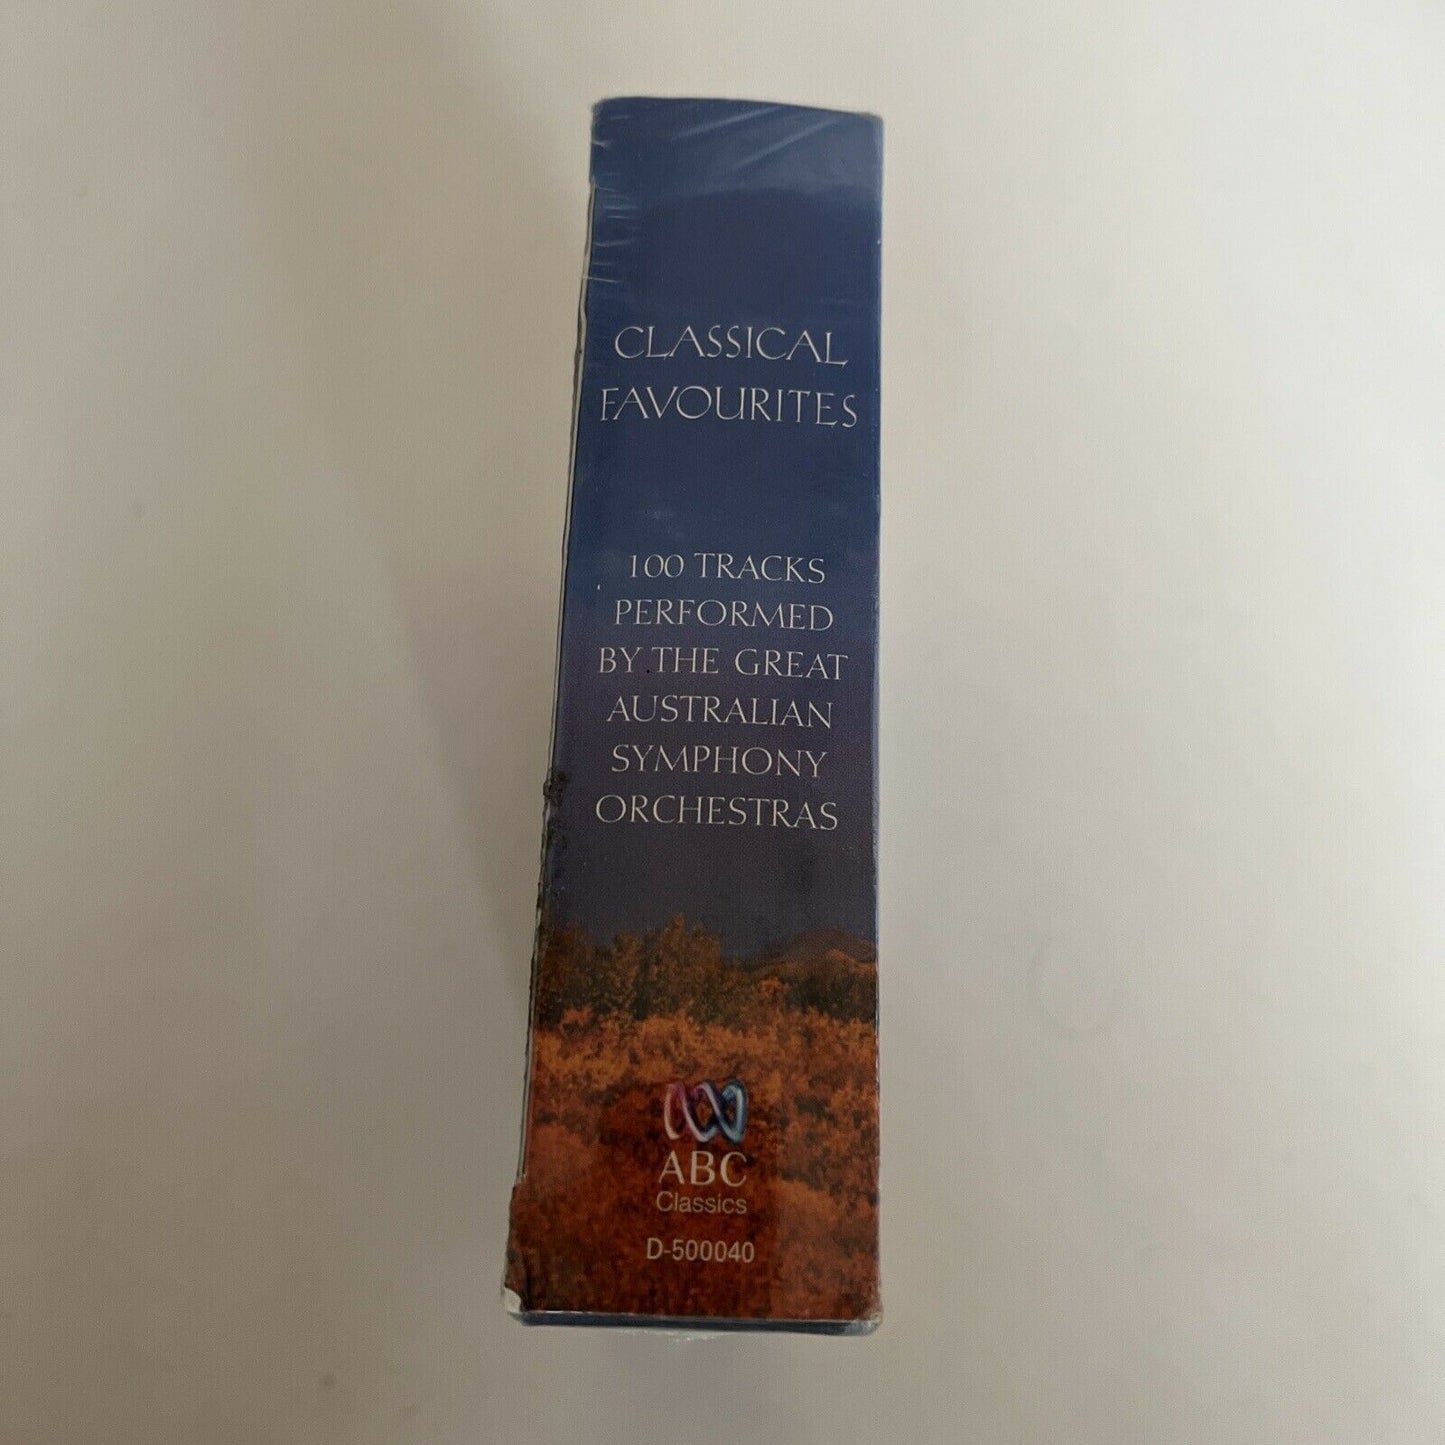 CLASSICAL
FAVOURITES
100 TRACKS
PERFORMED
BY THE GREAT
AUSTRALIAN
SYMPHONY
ORCHESTRAS
ABC
Classics
D-500040